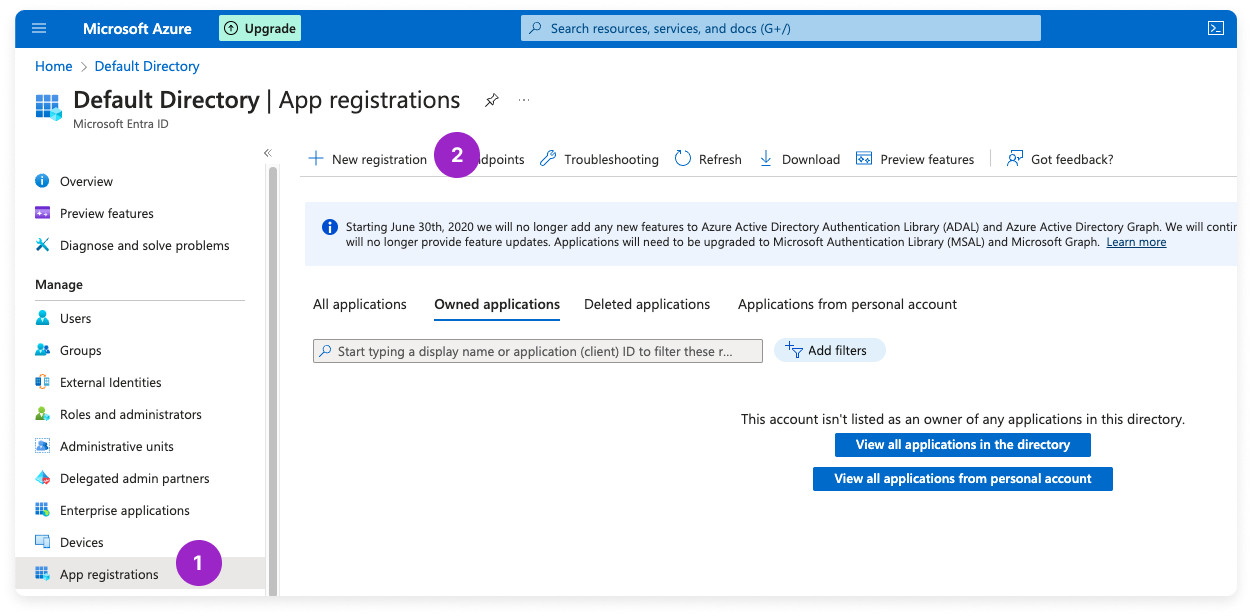 Microsoft Azure
Upgrade
Search resources, services, and docs (G+/)
Home > Default Directory
Default Directory | App registrations
Microsoft Entra ID
New registration
2
dpoints
Troubleshooting
Refresh
Download
Preview features
Got feedback?
Overview
Preview features
Diagnose and solve problems
Manage
Users
Groups
External Identities
Roles and administrators
Administrative units
Delegated admin partners
Enterprise applications
Devices
App registrations
1
Starting June 30th, 2020 we will no longer add any new features to Azure Active Directory Authentication Library (ADAL) and Azure Active Directory Graph. We will contin
will no longer provide feature updates. Applications will need to be upgraded to Microsoft Authentication Library (MSAL) and Microsoft Graph. Learn more
All applications
Owned applications
Deleted applications
Applications from personal account
Start typing a display name or application (client) ID to filter these r...
Add filters
This account isn't listed as an owner of any applications in this directory.
View all applications in the directory
View all applications from personal account